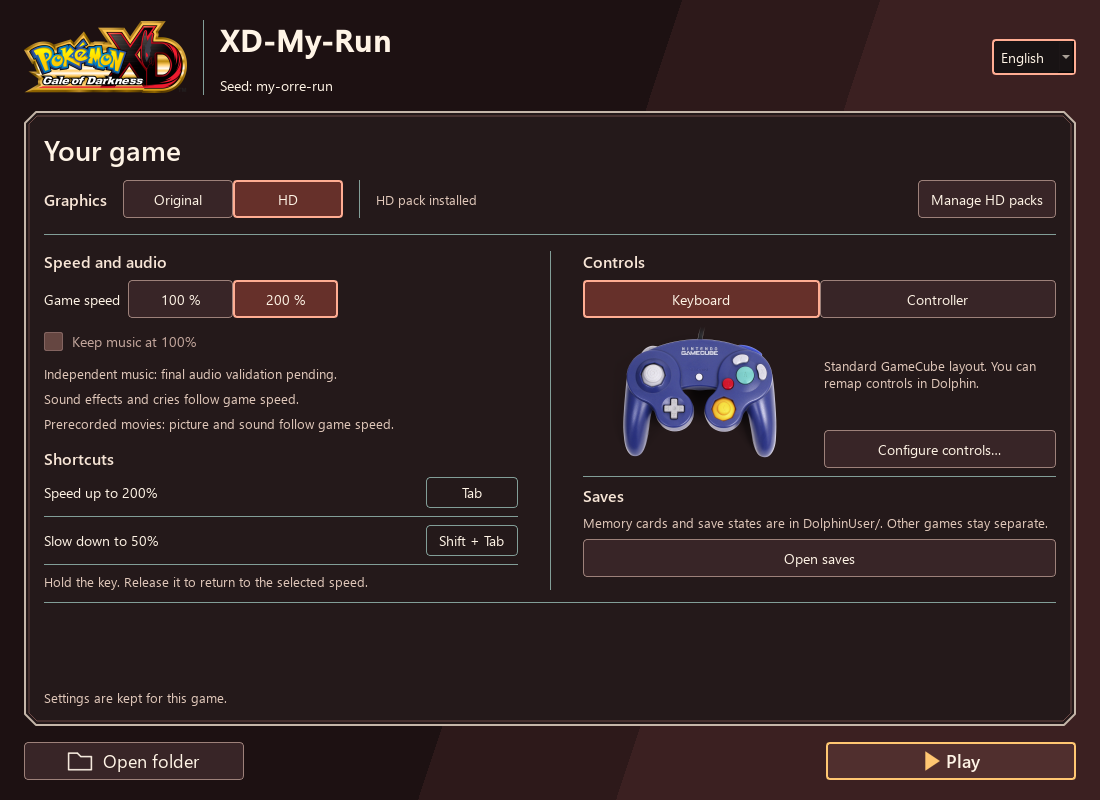 POKéMON XD
Gale of Darkness
XD-My-Run
Seed: my-orre-run
English
Your game
Graphics
Original
HD
HD pack installed
Manage HD packs
Speed and audio
Game speed
100 %
200 %
Keep music at 100%
Independent music: final audio validation pending.
Sound effects and cries follow game speed.
Prerecorded movies: picture and sound follow game speed.
Shortcuts
Speed up to 200%
Tab
Slow down to 50%
Shift + Tab
Hold the key. Release it to return to the selected speed.
Controls
Keyboard
Controller
NINTENDO
GAMECUBE
Standard GameCube layout. You can
remap controls in Dolphin.
Configure controls...
Saves
Memory cards and save states are in DolphinUser/. Other games stay separate.
Open saves
Settings are kept for this game.
Open folder
Play